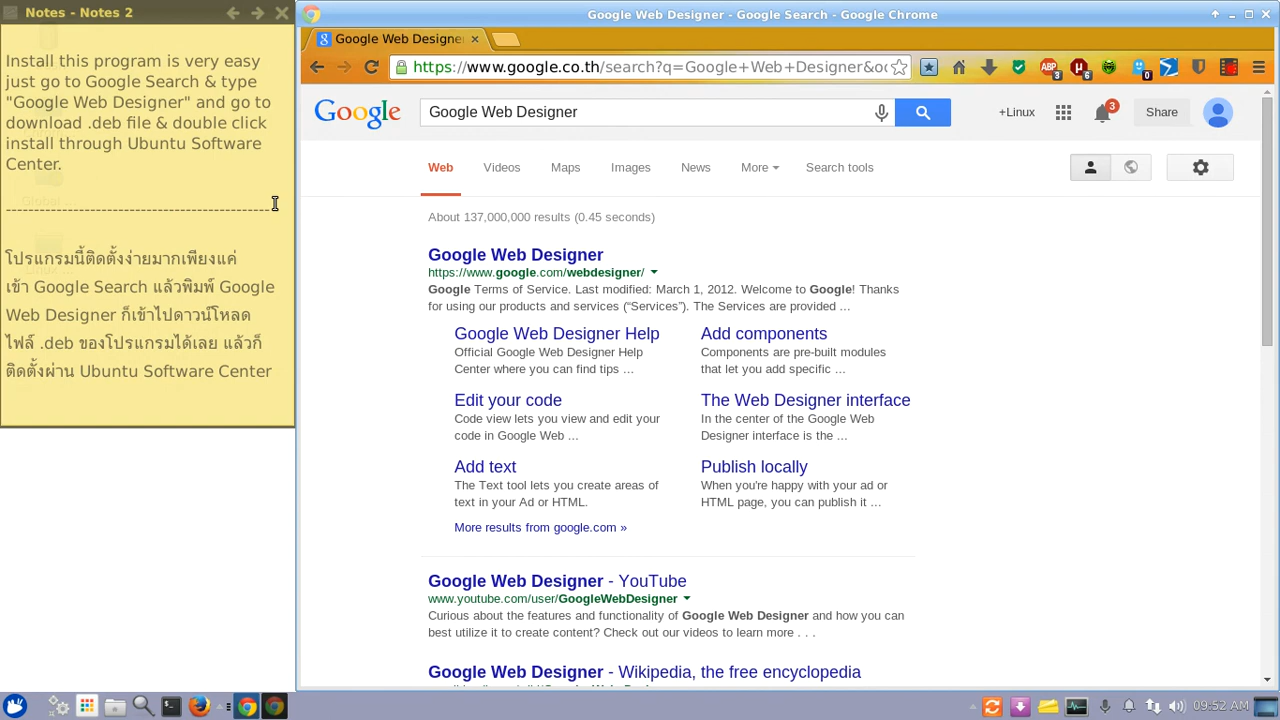 Notes - Notes 2
Install this program is very easy
just go to Google Search & type
"Google Web Designer" and go to
download .deb file & double click
install through Ubuntu Software
Center.
--------------------------------------------
โปรแกรมนี้ติดตั้งง่ายมากเพียงแค่
เข้า Google Search แล้วพิมพ์ Google
Web Designer ก็เข้าไปดาวน์โหลด
ไฟล์ .deb ของโปรแกรมได้เลย แล้วก็
ติดตั้งผ่าน Ubuntu Software Center
Google Web Designer - Google Search - Google Chrome
Google Web Designer
https://www.google.co.th/search?q=Google+Web+Designer&oq
3 6 0
Google
Google Web Designer
+Linux 3 Share
Web Videos Maps Images News More Search tools
About 137,000,000 results (0.45 seconds)
Google Web Designer
https://www.google.com/webdesigner/
Google Terms of Service. Last modified: March 1, 2012. Welcome to Google! Thanks
for using our products and services (“Services”). The Services are provided ...
Google Web Designer Help
Official Google Web Designer Help
Center where you can find tips ...
Add components
Components are pre-built modules
that let you add specific ...
Edit your code
Code view lets you view and edit your
code in Google Web ...
The Web Designer interface
In the center of the Google Web
Designer interface is the ...
Add text
The Text tool lets you create areas of
text in your Ad or HTML.
Publish locally
When you're happy with your ad or
HTML page, you can publish it ...
More results from google.com »
Google Web Designer - YouTube
www.youtube.com/user/GoogleWebDesigner
Curious about the features and functionality of Google Web Designer and how you can
best utilize it to create content? Check out our videos to learn more . . .
Google Web Designer - Wikipedia, the free encyclopedia
09:52 AM